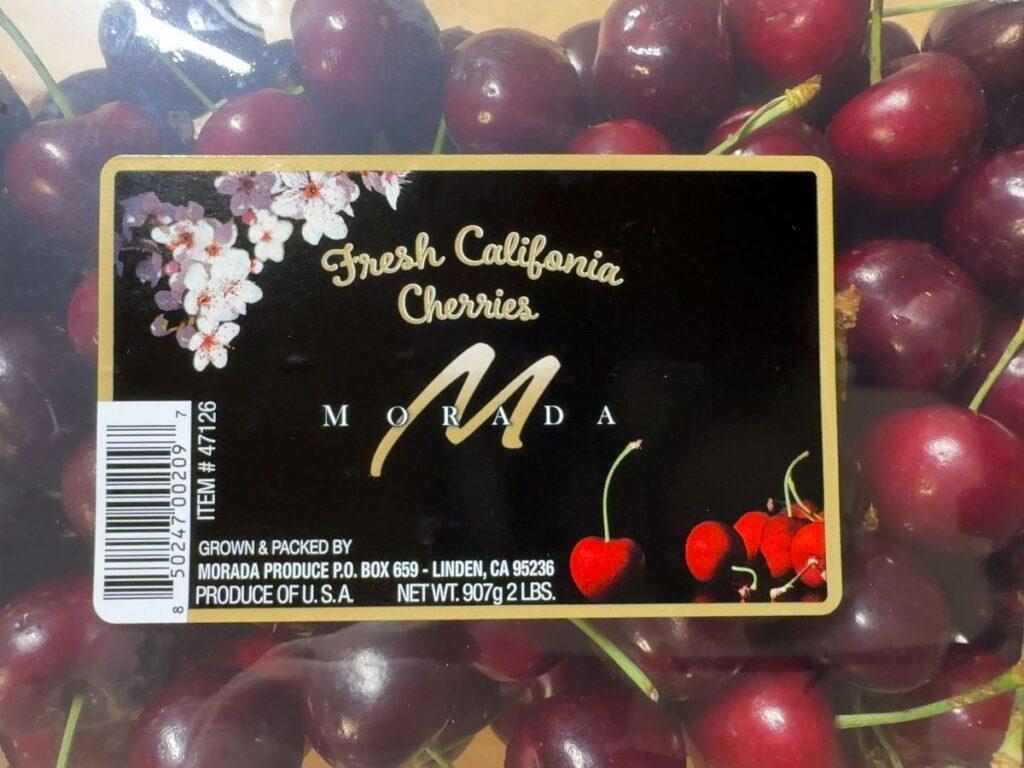 Fresh Califonia
Cherries
M
MORADA
ITEM # 47126
8 50247 00209 7
GROWN & PACKED BY
MORADA PRODUCE P.O. BOX 659 - LINDEN, CA 95236
PRODUCE OF U. S. A. NET WT. 907g 2 LBS.